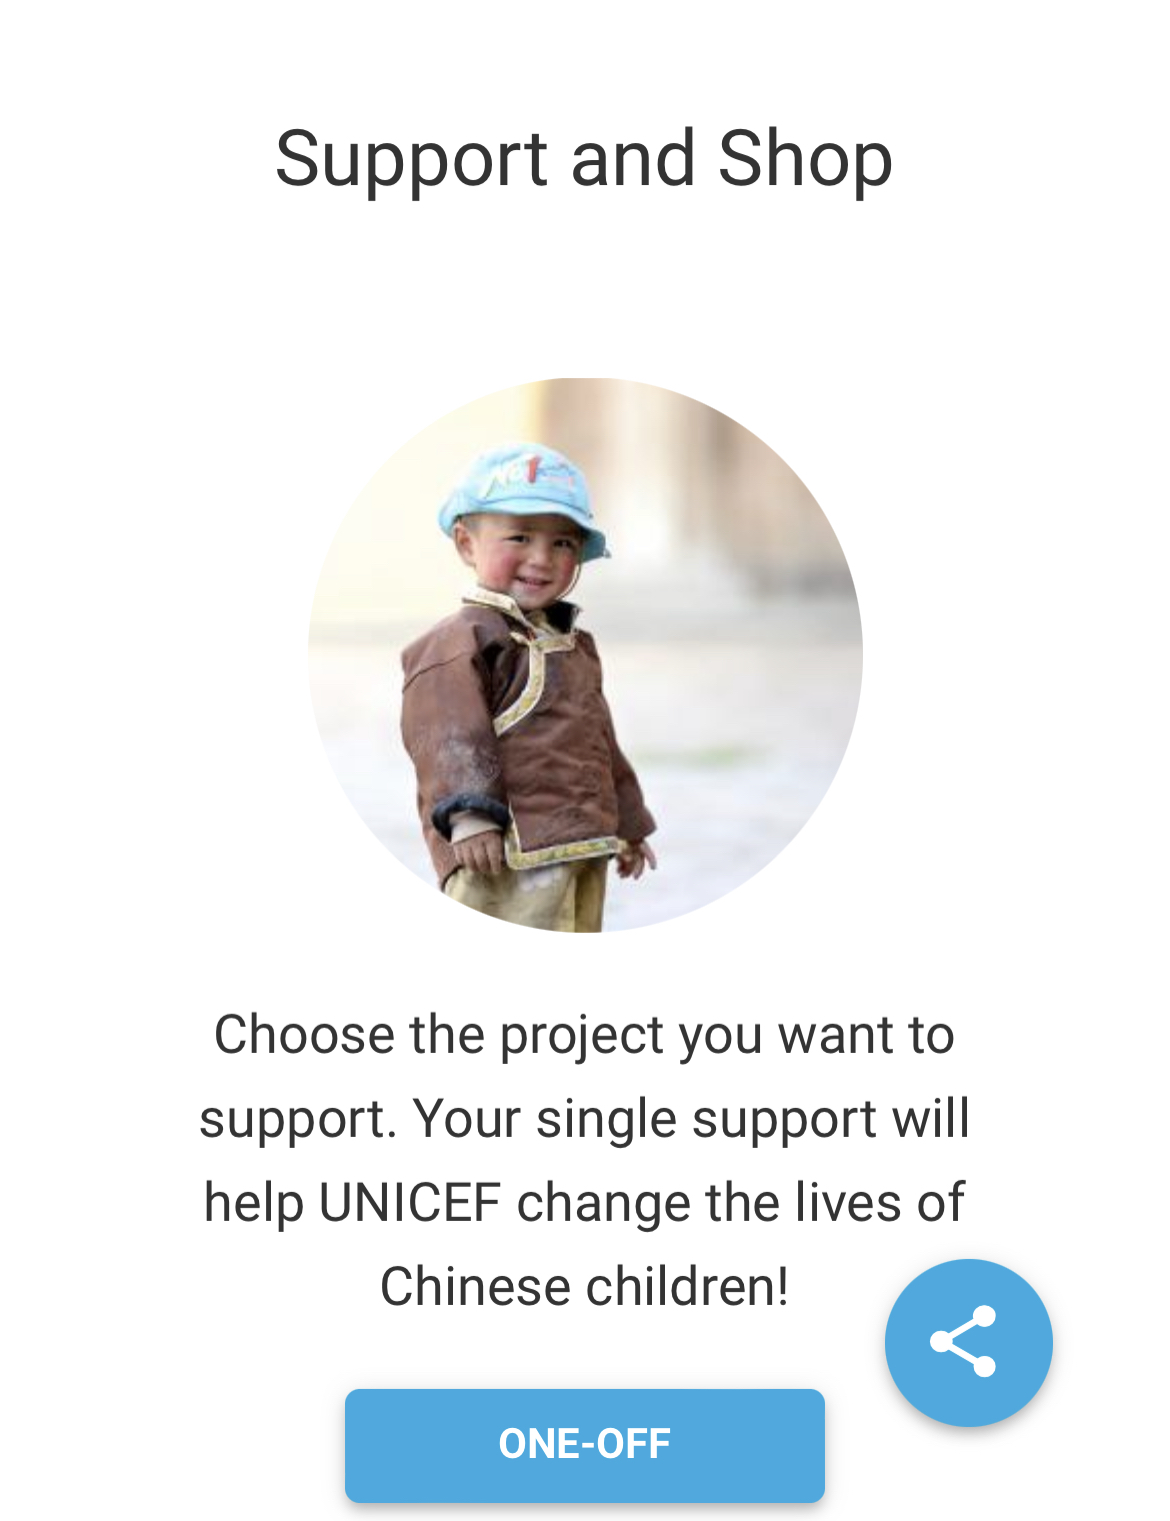 Support and Shop
No1
Choose the project you want to
support. Your single support will
help UNICEF change the lives of
Chinese children!
ONE-OFF